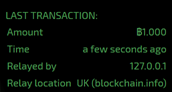 LAST TRANSACTION:
Amount ฿1.000
Time a few seconds ago
Relayed by 127.0.0.1
Relay location UK (blockchain.info)